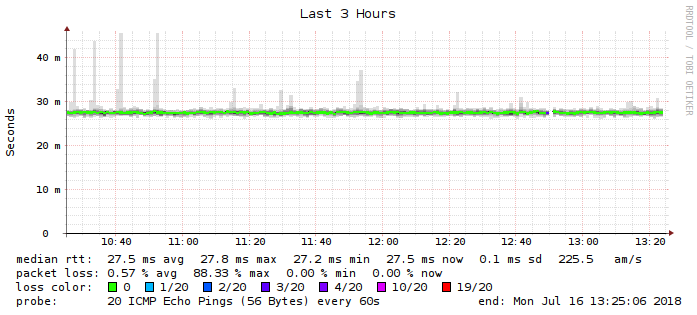 Last 3 Hours
RRDTOOL / TOBI OETIKER
Seconds
40 m
30 m
20 m
10 m
0
10:40 11:00 11:20 11:40 12:00 12:20 12:40 13:00 13:20
median rtt: 27.5 ms avg 27.8 ms max 27.2 ms min 27.5 ms now 0.1 ms sd 225.5 am/s
packet loss: 0.57 % avg 88.33 % max 0.00 % min 0.00 % now
loss color: 0 1/20 2/20 3/20 4/20 10/20 19/20
probe: 20 ICMP Echo Pings (56 Bytes) every 60s end: Mon Jul 16 13:25:06 2018